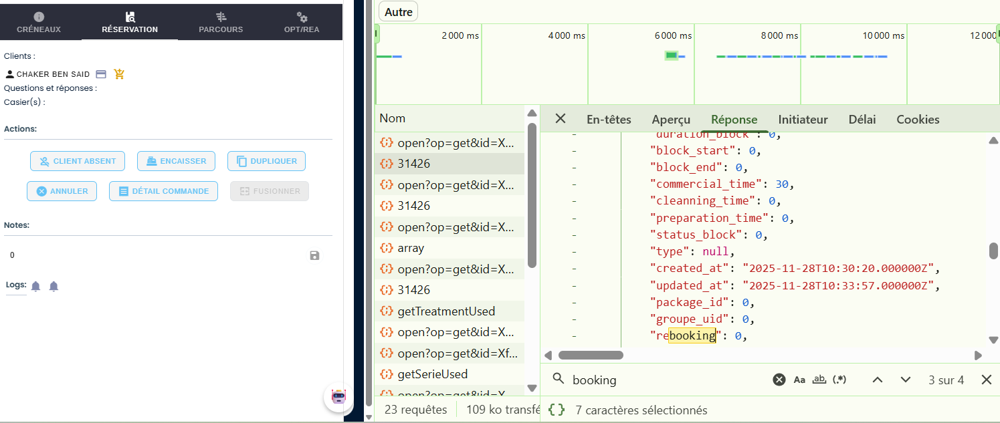 CRÉNEAUX
RÉSERVATION
PARCOURS
OPT/REA
Clients :
CHAKER BEN SAID
Questions et réponses :
Casier(s) :
Actions:
CLIENT ABSENT
ENCAISSER
DUPLIQUER
ANNULER
DÉTAIL COMMANDE
FUSIONNER
Notes:
0
Logs:
Autre
2 000 ms
4 000 ms
6 000 ms
8 000 ms
10 000 ms
12 000
Nom
open?op=get&id=X...
31426
open?op=get&id=X...
31426
open?op=get&id=X...
array
open?op=get&id=X...
31426
getTreatmentUsed
open?op=get&id=X...
open?op=get&id=Xf...
getSerieUsed
open?op=get&id=X...
23 requêtes
109 ko transfé
En-têtes
Aperçu
Réponse
Initiateur
Délai
Cookies
- "duration_block": 0,
- "block_start": 0,
- "block_end": 0,
- "commercial_time": 30,
- "cleanning_time": 0,
- "preparation_time": 0,
- "status_block": 0,
- "type": null,
- "created_at": "2025-11-28T10:30:20.000000Z",
- "updated_at": "2025-11-28T10:33:57.000000Z",
- "package_id": 0,
- "groupe_uid": 0,
- "rebooking": 0,
booking
Aa
ab
(.*)
3 sur 4
{ } 7 caractères sélectionnés